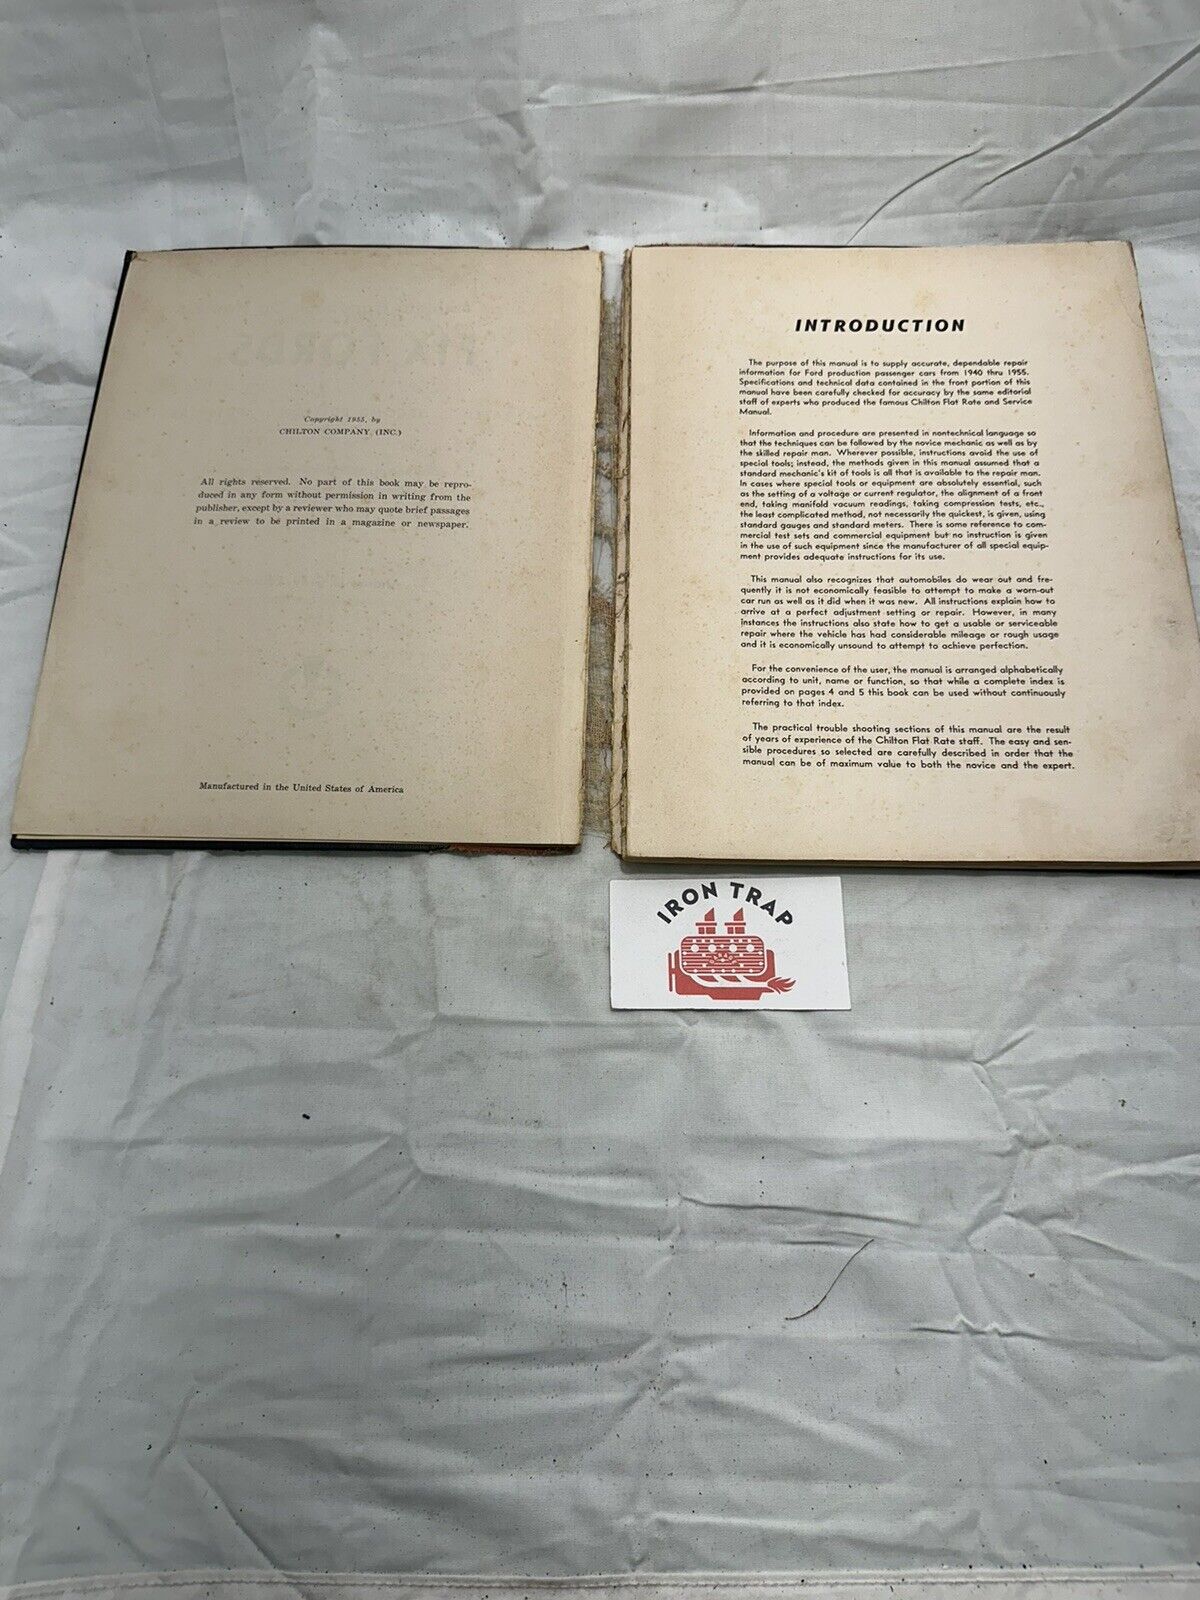 Copyright 1955, by
CHILTON COMPANY, (INC.)
All rights reserved. No part of this book may be repro-
duced in any form without permission in writing from the
publisher, except by a reviewer who may quote brief passages
in a review to be printed in a magazine or newspaper.
Manufactured in the United States of America
INTRODUCTION
The purpose of this manual is to supply accurate, dependable repair
information for Ford production passenger cars from 1940 thru 1955.
Specifications and technical data contained in the front portion of this
manual have been carefully checked for accuracy by the same editorial
staff of experts who produced the famous Chilton Flat Rate and Service
Manual.
Information and procedure are presented in nontechnical language so
that the techniques can be followed by the novice mechanic as well as by
the skilled repair man. Wherever possible, instructions avoid the use of
special tools; instead, the methods given in this manual assumed that a
standard mechanic's kit of tools is all that is available to the repair man.
In cases where special tools or equipment are absolutely essential, such
as the setting of a voltage or current regulator, the alignment of a front
end, taking manifold vacuum readings, taking compression tests, etc.,
the least complicated method, not necessarily the quickest, is given, using
standard gauges and standard meters. There is some reference to com-
mercial test sets and commercial equipment but no instruction is given
in the use of such equipment since the manufacturer of all special equip-
ment provides adequate instructions for its use.
This manual also recognizes that automobiles do wear out and fre-
quently it is not economically feasible to attempt to make a worn-out
car run as well as it did when it was new. All instructions explain how to
arrive at a perfect adjustment setting or repair. However, in many
instances the instructions also state how to get a usable or serviceable
repair where the vehicle has had considerable mileage or rough usage
and it is economically unsound to attempt to achieve perfection.
For the convenience of the user, the manual is arranged alphabetically
according to unit, name or function, so that while a complete index is
provided on pages 4 and 5 this book can be used without continuously
referring to that index.
The practical trouble shooting sections of this manual are the result
of years of experience of the Chilton Flat Rate staff. The easy and sen-
sible procedures so selected are carefully described in order that the
manual can be of maximum value to both the novice and the expert.
IRON TRAP